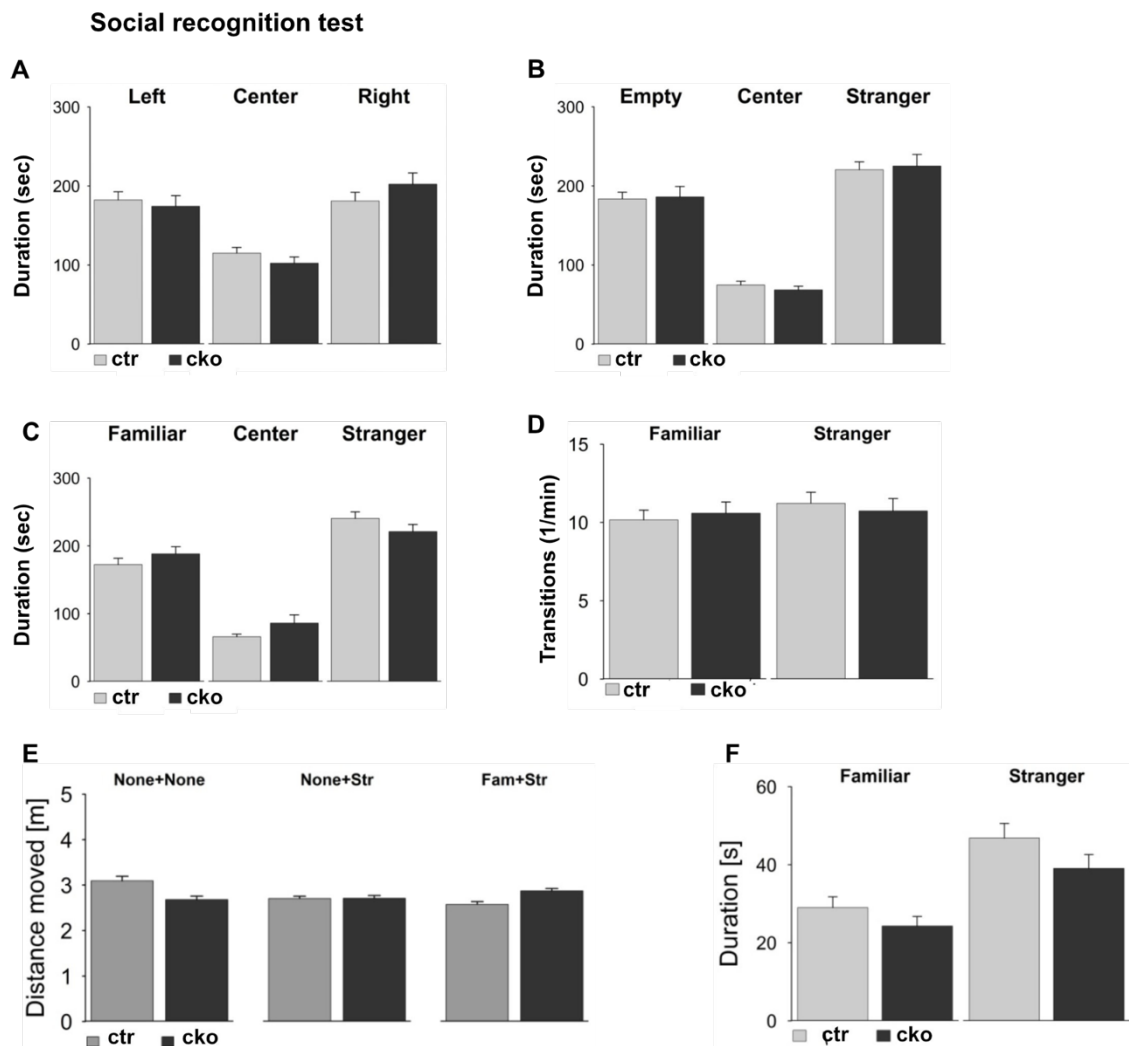 Social recognition test
A
Left Center Right
Duration (sec)
300
200
100
0
ctr cko
B
Empty Center Stranger
Duration (sec)
300
200
100
0
ctr cko
C
Familiar Center Stranger
Duration (sec)
300
200
100
0
ctr cko
D
Familiar Stranger
Transitions (1/min)
15
10
5
0
ctr cko
E
None+None None+Str Fam+Str
Distance moved [m]
5
4
3
2
1
0
ctr cko
F
Familiar Stranger
Duration [s]
60
40
20
0
ctr cko